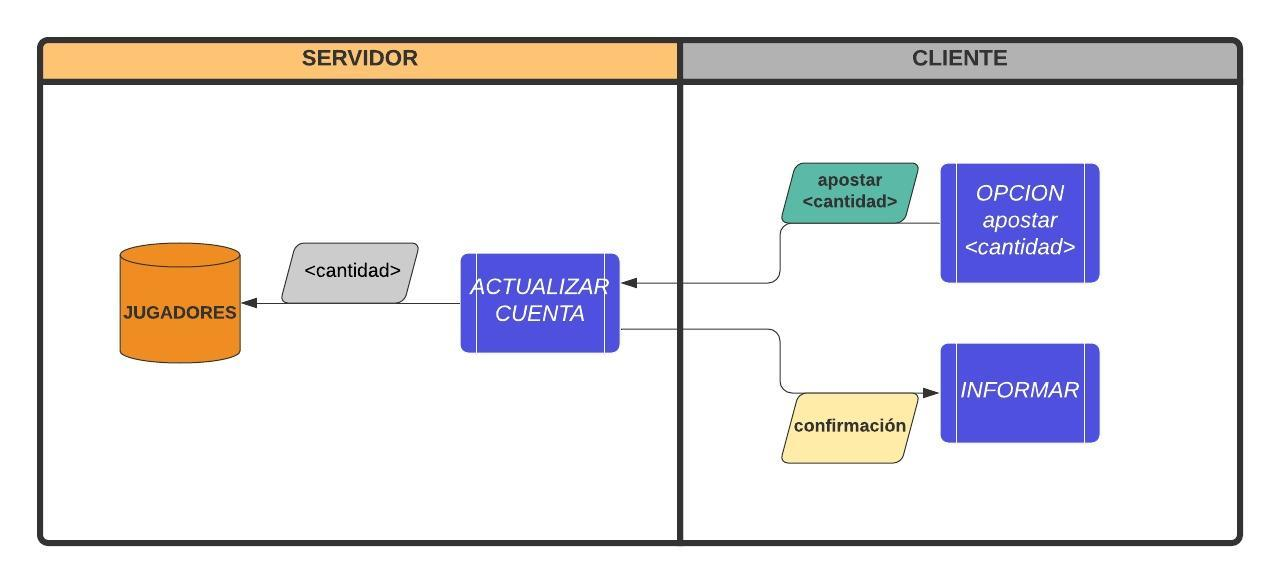 SERVIDOR
CLIENTE
apostar
<cantidad>
OPCION
apostar
<cantidad>
<cantidad>
JUGADORES
ACTUALIZAR
CUENTA
INFORMAR
confirmación